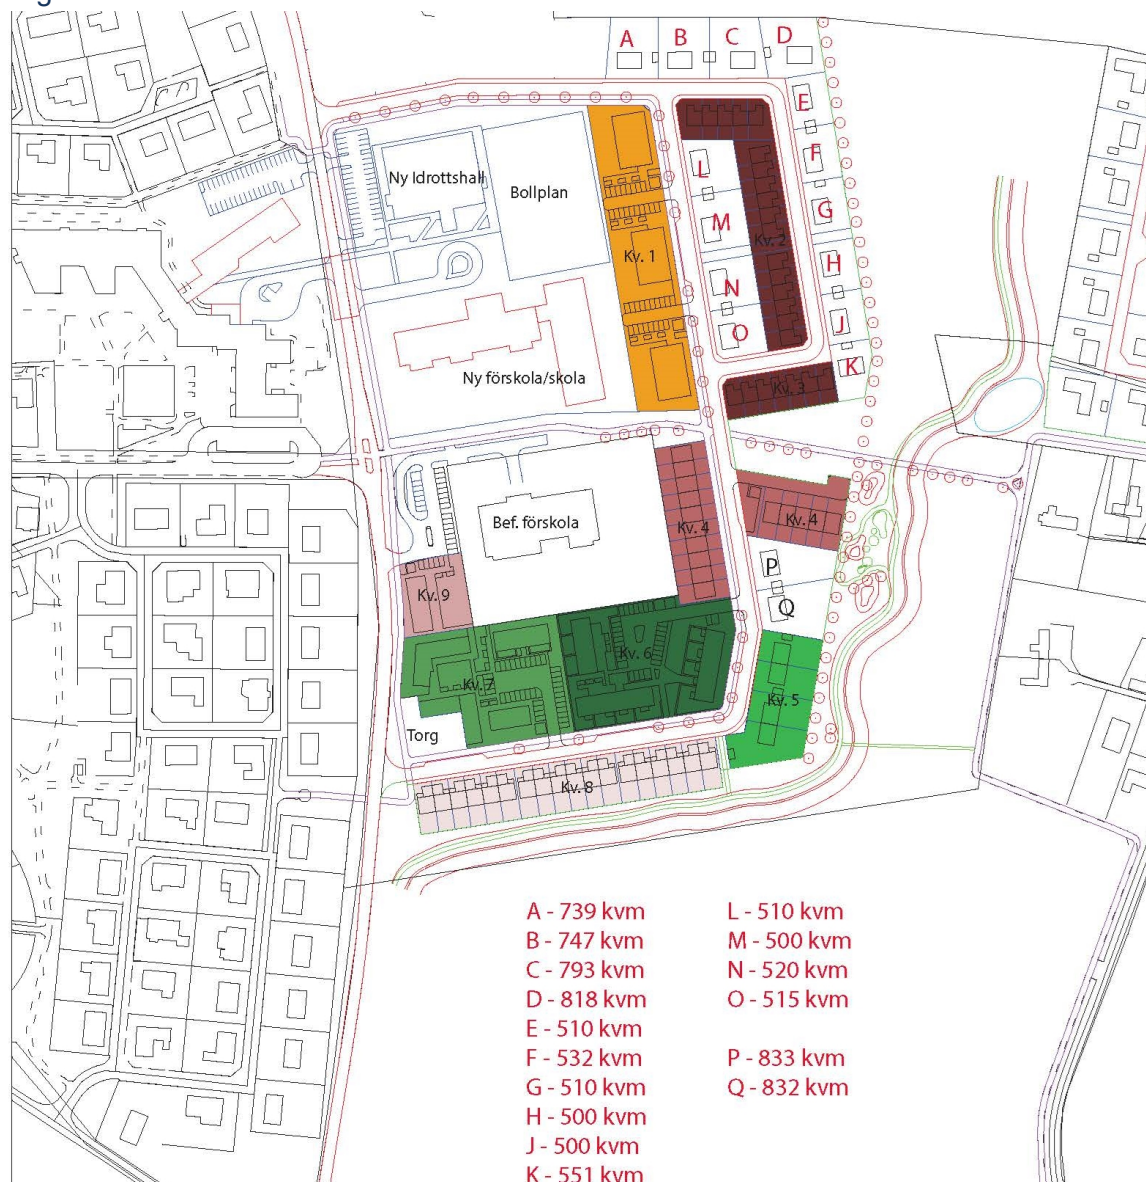 A B C D
E
Ny Idrottshall
Bollplan
L
F
M
G
Kv. 2
Kv. 1
H
N
O
J
K
Ny förskola/skola
Kv. 3
Bef. förskola
Kv. 4
Kv. 4
P
Kv. 9
Q
Kv. 6
Kv. 7
Kv. 5
Torg
Kv. 8
A - 739 kvm
B - 747 kvm
C - 793 kvm
D - 818 kvm
E - 510 kvm
F - 532 kvm
G - 510 kvm
H - 500 kvm
J - 500 kvm
K - 551 kvm
L - 510 kvm
M - 500 kvm
N - 520 kvm
O - 515 kvm
P - 833 kvm
Q - 832 kvm